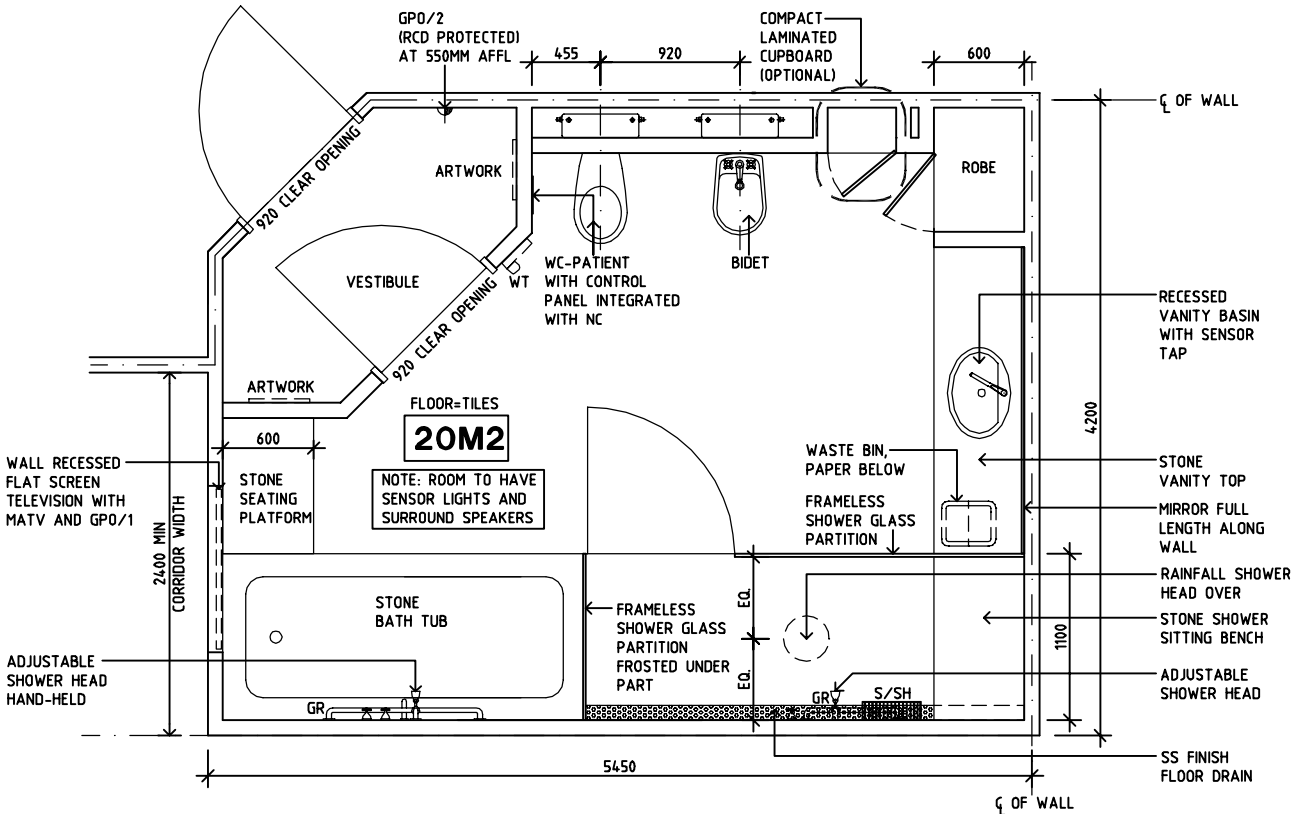 GPO/2
(RCD PROTECTED)
AT 550MM AFFL
COMPACT
LAMINATED
CUPBOARD
(OPTIONAL)
455
920
600
℄ OF WALL
920 CLEAR OPENING
ARTWORK
ROBE
VESTIBULE
WT
WC-PATIENT
WITH CONTROL
PANEL INTEGRATED
WITH NC
BIDET
920 CLEAR OPENING
RECESSED
VANITY BASIN
WITH SENSOR
TAP
ARTWORK
FLOOR=TILES
20M2
4200
600
WALL RECESSED
FLAT SCREEN
TELEVISION WITH
MATV AND GPO/1
STONE
SEATING
PLATFORM
NOTE: ROOM TO HAVE
SENSOR LIGHTS AND
SURROUND SPEAKERS
WASTE BIN,
PAPER BELOW
FRAMELESS
SHOWER GLASS
PARTITION
STONE
VANITY TOP
MIRROR FULL
LENGTH ALONG
WALL
2400 MIN
CORRIDOR WIDTH
RAINFALL SHOWER
HEAD OVER
STONE
BATH TUB
FRAMELESS
SHOWER GLASS
PARTITION
FROSTED UNDER
PART
EQ.
EQ.
STONE SHOWER
SITTING BENCH
1100
ADJUSTABLE
SHOWER HEAD
HAND-HELD
GR
GR
S/SH
ADJUSTABLE
SHOWER HEAD
SS FINISH
FLOOR DRAIN
5450
℄ OF WALL